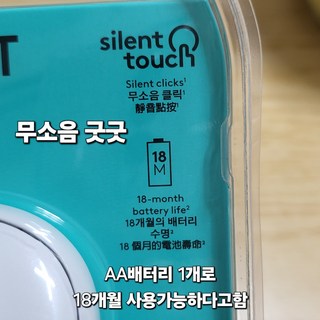 silent
touch
Silent clicks¹
무소음 클릭¹
靜音點按¹
T
무소음 굿굿
18
M
18-month
battery life²
18개월의 배터리
수명²
18 個月的電池壽命³
AA배터리 1개로
18개월 사용가능하다고함